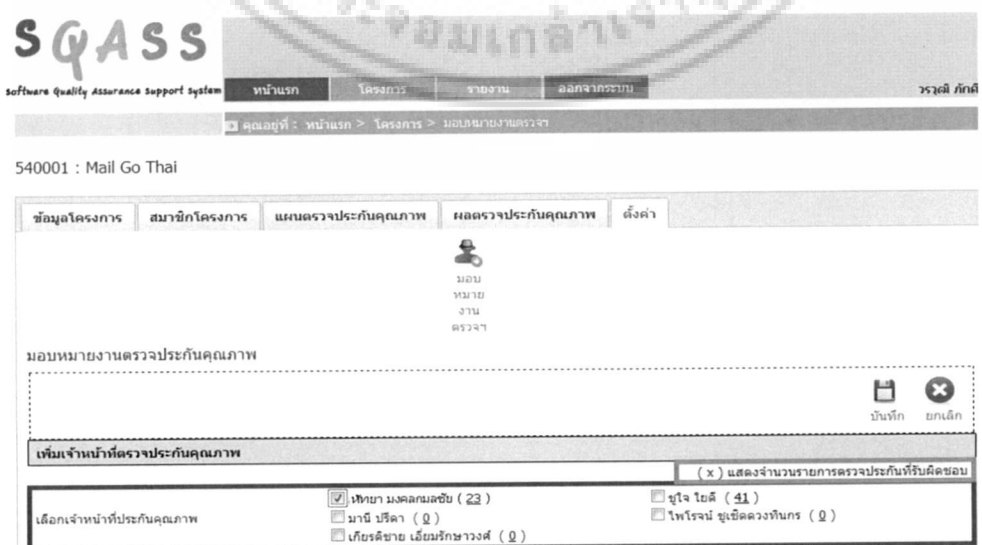 ะจอมเกล้าเจ้า
SQASS
Software Quality Assurance Support System
หน้าแรก โครงการ รายงาน ออกจากระบบ
วรวุฒิ ภักดี
คุณอยู่ที่ : หน้าแรก > โครงการ > มอบหมายงานตรวจฯ
540001 : Mail Go Thai
ข้อมูลโครงการ สมาชิกโครงการ แผนตรวจประกันคุณภาพ ผลตรวจประกันคุณภาพ ตั้งค่า
มอบ
หมาย
งาน
ตรวจฯ
มอบหมายงานตรวจประกันคุณภาพ
บันทึก ยกเลิก
เพิ่มเจ้าหน้าที่ตรวจประกันคุณภาพ
( x ) แสดงจำนวนรายการตรวจประกันที่รับผิดชอบ
หัทยา มงคลกมลชัย ( 23 ) ชูใจ ใยดี ( 41 )
เลือกเจ้าหน้าที่ประกันคุณภาพ มานี ปรีดา ( 0 ) ไพโรจน์ ชูเชิดดวงทินกร ( 0 )
เกียรติชาย เอี่ยมรักษาวงศ์ ( 0 )